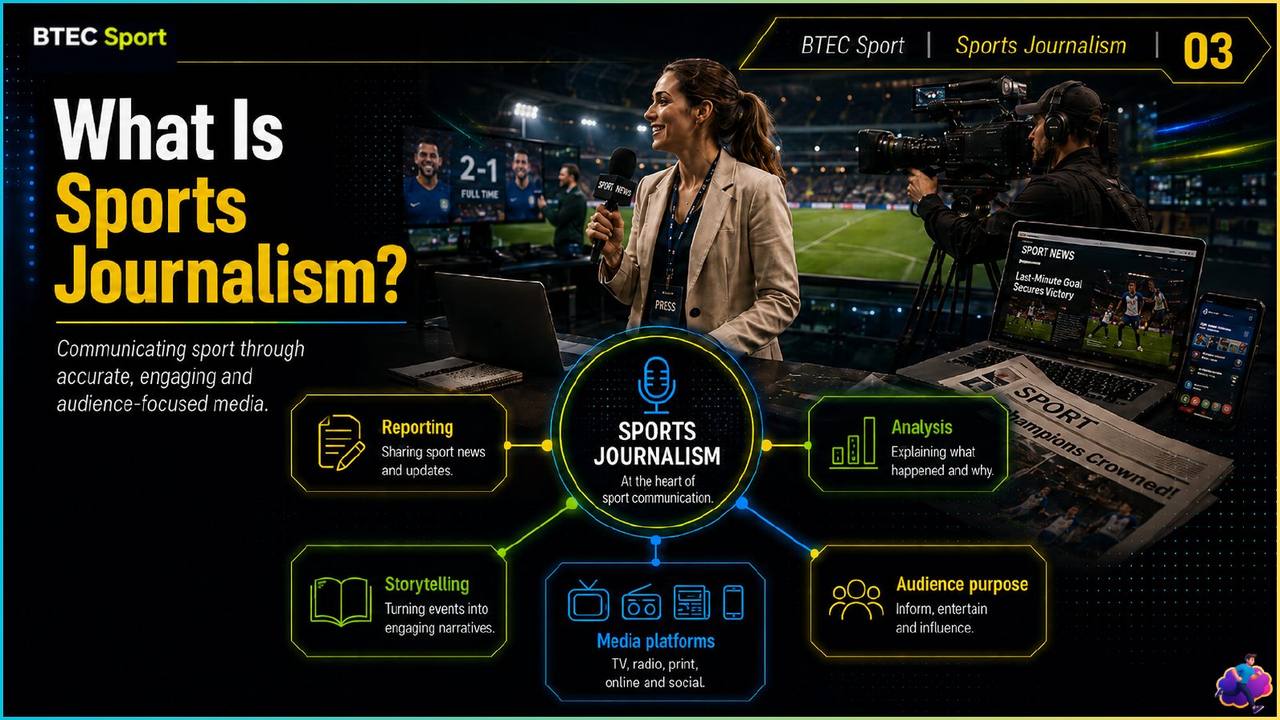 BTEC Sport
BTEC Sport | Sports Journalism | 03
What Is
Sports
Journalism?
Communicating sport through
accurate, engaging and
audience-focused media.
2-1
FULL TIME
SPORT NEWS
PRESS
SPORT NEWS
Last-Minute Goal
Secures Victory
SPORT
Champions Crowned!
SPORTS
JOURNALISM
At the heart of
sport communication.
Reporting
Sharing sport news
and updates.
Analysis
Explaining what
happened and why.
Storytelling
Turning events into
engaging narratives.
Media platforms
TV, radio, print,
online and social.
Audience purpose
Inform, entertain
and influence.